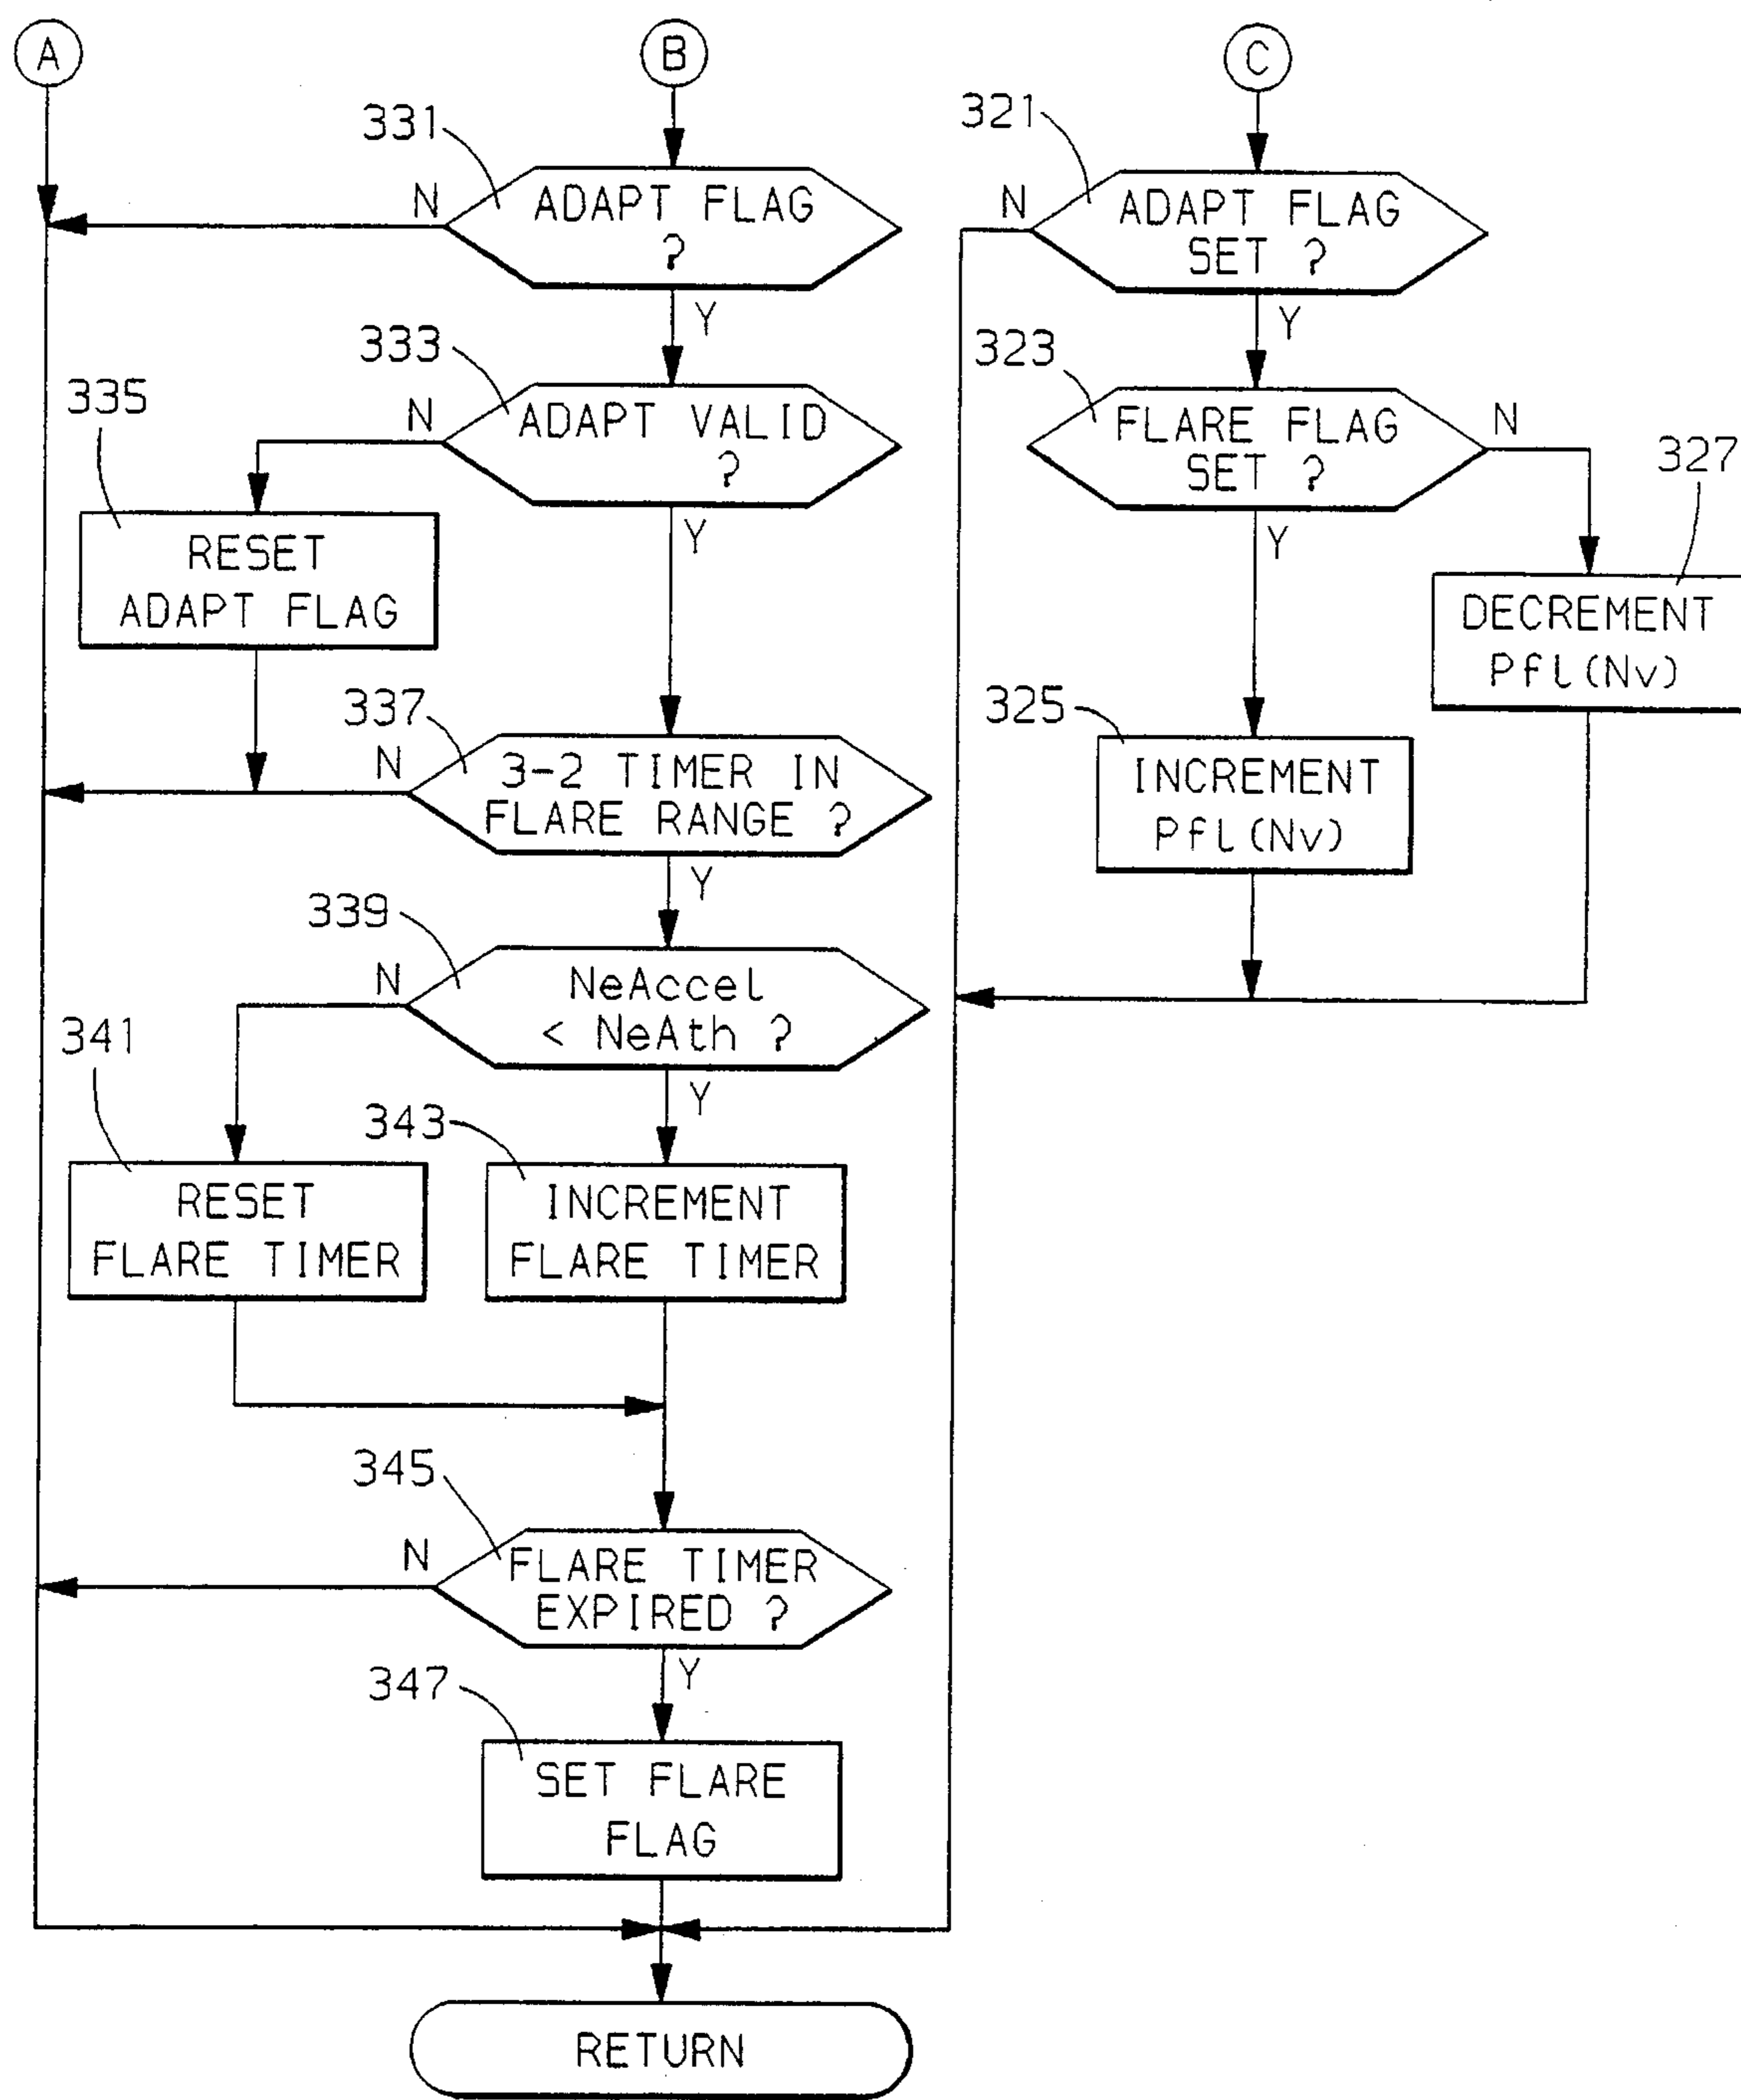 A
B
C
331
ADAPT FLAG
?
N
Y
321
ADAPT FLAG
SET ?
N
Y
333
ADAPT VALID
?
N
Y
335
RESET
ADAPT FLAG
323
FLARE FLAG
SET ?
N
Y
327
DECREMENT
Pfl(Nv)
325
INCREMENT
Pfl(Nv)
337
3-2 TIMER IN
FLARE RANGE ?
N
Y
339
NeAccel
< NeAth ?
N
Y
341
RESET
FLARE TIMER
343
INCREMENT
FLARE TIMER
345
FLARE TIMER
EXPIRED ?
N
Y
347
SET FLARE
FLAG
RETURN